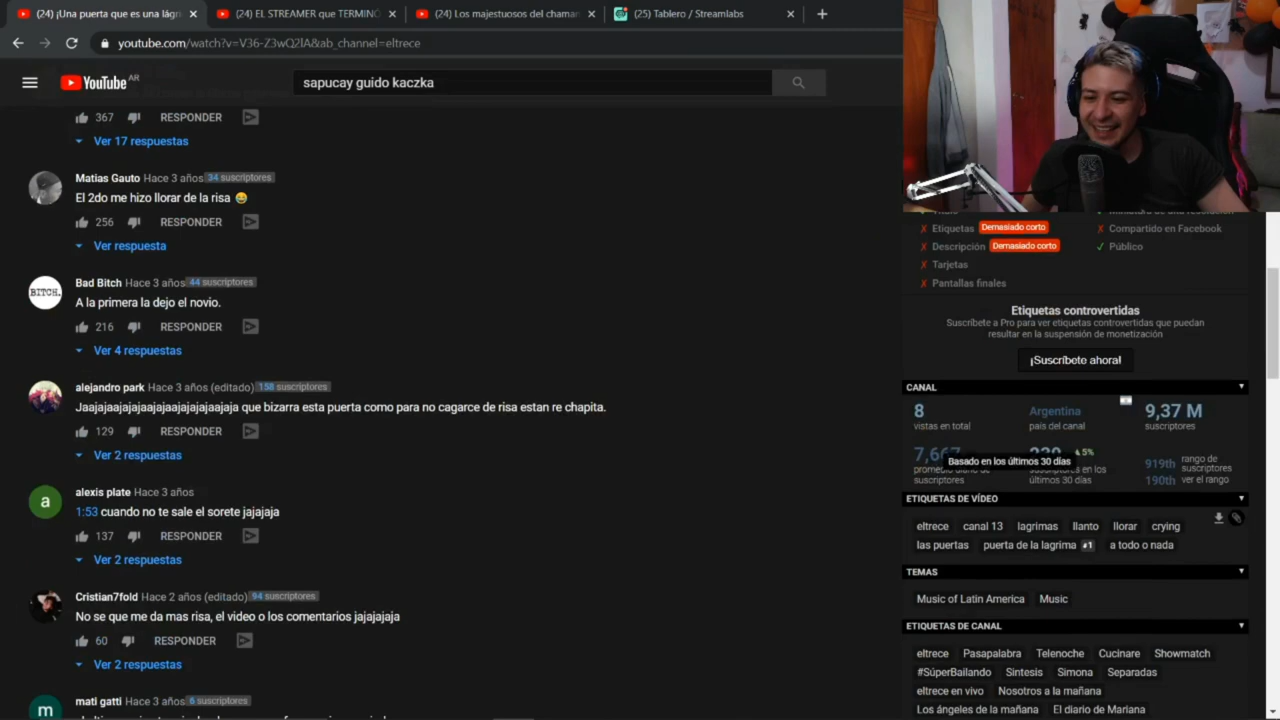 (24) ¡Una puerta que es una lágri
(24) EL STREAMER que TERMINÓ
(24) Los majestuosos del chamam
(25) Tablero / Streamlabs
youtube.com/watch?v=V36-Z3wQ2lA&ab_channel=eltrece
YouTube AR
sapucay guido kaczka
367 RESPONDER
Ver 17 respuestas
Matias Gauto Hace 3 años 34 suscriptores
El 2do me hizo llorar de la risa 😂
256 RESPONDER
Ver respuesta
BITCH.
Bad Bitch Hace 3 años 44 suscriptores
A la primera la dejo el novio.
216 RESPONDER
Ver 4 respuestas
alejandro park Hace 3 años (editado) 158 suscriptores
Jaajajaajajajaajajaajajajajaajaja que bizarra esta puerta como para no cagarce de risa estan re chapita.
129 RESPONDER
Ver 2 respuestas
a
alexis plate Hace 3 años
1:53 cuando no te sale el sorete jajajaja
137 RESPONDER
Ver 2 respuestas
Cristian7fold Hace 2 años (editado) 94 suscriptores
No se que me da mas risa, el video o los comentarios jajajajaja
60 RESPONDER
Ver 2 respuestas
m
mati gatti Hace 3 años 6 suscriptores
✗ Etiquetas Demasiado corto
✗ Compartido en Facebook
✗ Descripción Demasiado corto
✓ Público
✗ Tarjetas
✗ Pantallas finales
Etiquetas controvertidas
Suscríbete a Pro para ver etiquetas controvertidas que puedan
resultar en la suspensión de monetización
¡Suscríbete ahora!
CANAL
8
vistas en total
Argentina
país del canal
9,37 M
suscriptores
Basado en los últimos 30 días
5%
suscriptores
últimos 30 días
919th rango de suscriptores
190th ver el rango
ETIQUETAS DE VÍDEO
eltrece canal 13 lagrimas llanto llorar crying
las puertas puerta de la lagrima #1 a todo o nada
TEMAS
Music of Latin America Music
ETIQUETAS DE CANAL
eltrece Pasapalabra Telenoche Cucinare Showmatch
#SúperBailando Sintesis Simona Separadas
eltrece en vivo Nosotros a la mañana
Los ángeles de la mañana El diario de Mariana